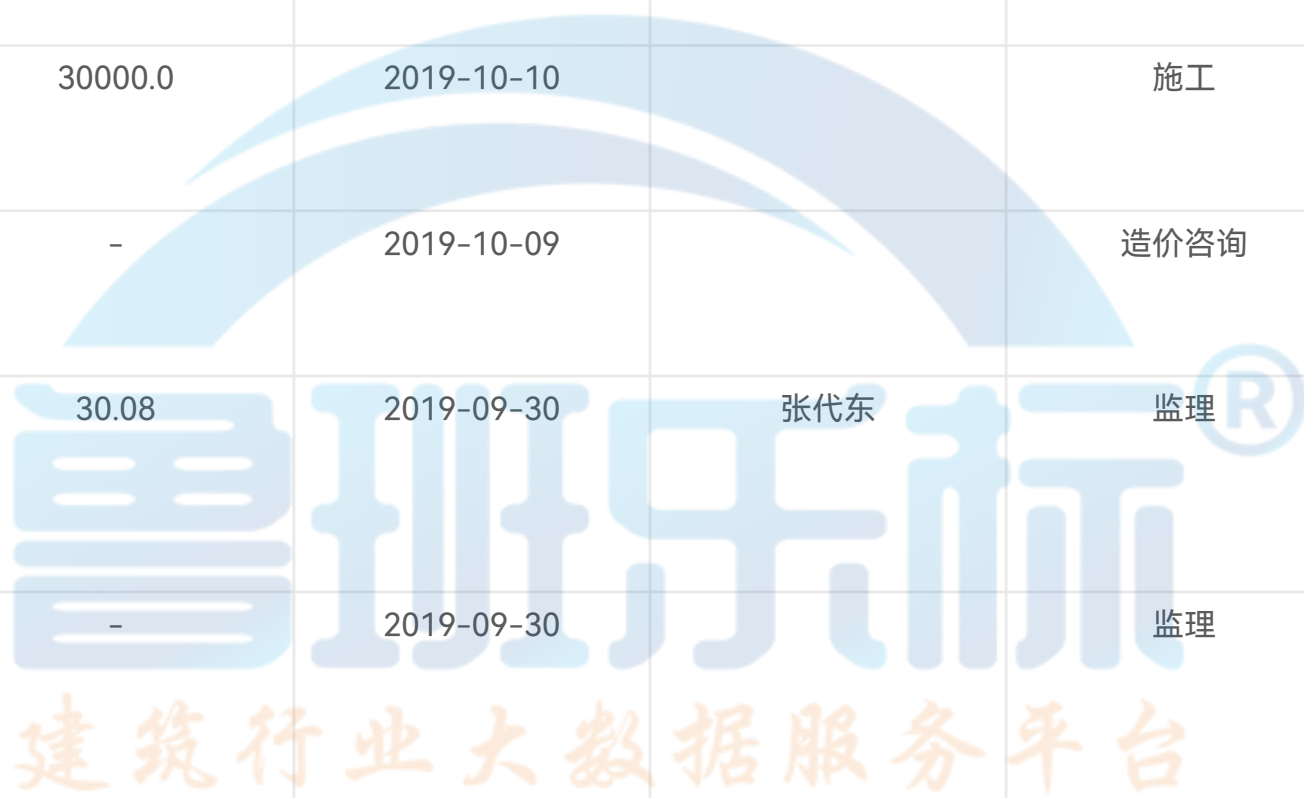 30000.0 2019-10-10 施工
- 2019-10-09 造价咨询
30.08 2019-09-30 张代东 监理
- 2019-09-30 监理
鲁班乐标®
建筑行业大数据服务平台